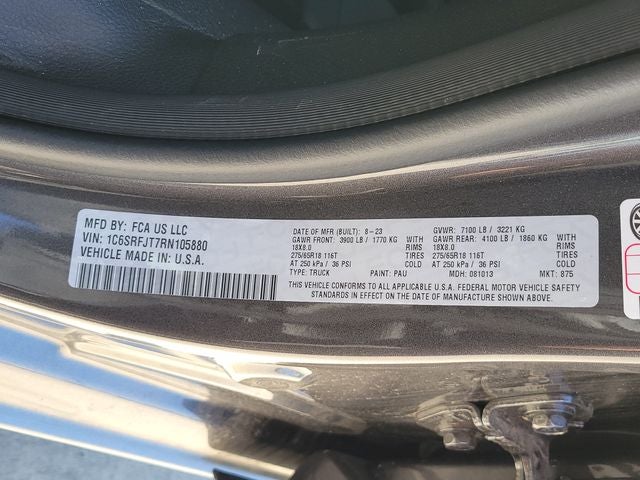 MFD BY: FCA US LLC
VIN: 1C6SRFJT7RN105880
VEHICLE MADE IN U.S.A.
DATE OF MFR (BUILT): 8-23
GVWR: 7100 LB / 3221 KG
GAWR FRONT: 3900 LB / 1770 KG
WITH
GAWR REAR: 4100 LB / 1860 KG
WITH
18X8.0
RIMS
18X8.0
RIMS
275/65R18 116T
TIRES
275/65R18 116T
TIRES
AT 250 kPa / 36 PSI
COLD
AT 250 kPa / 36 PSI
COLD
TYPE: TRUCK
PAINT: PAU
MDH: 081013
MKT: 875
THIS VEHICLE CONFORMS TO ALL APPLICABLE U.S.A. FEDERAL MOTOR VEHICLE SAFETY
STANDARDS IN EFFECT ON THE DATE OF MANUFACTURE SHOWN ABOVE.